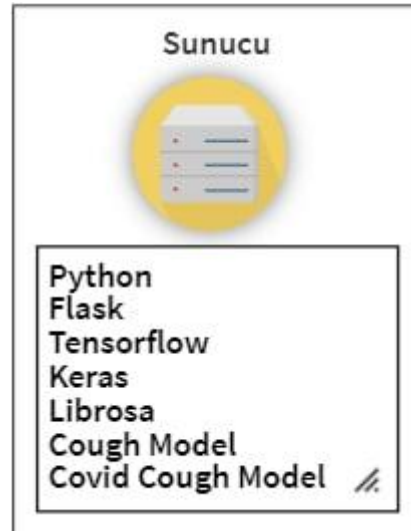 Sunucu
Python
Flask
Tensorflow
Keras
Librosa
Cough Model
Covid Cough Model